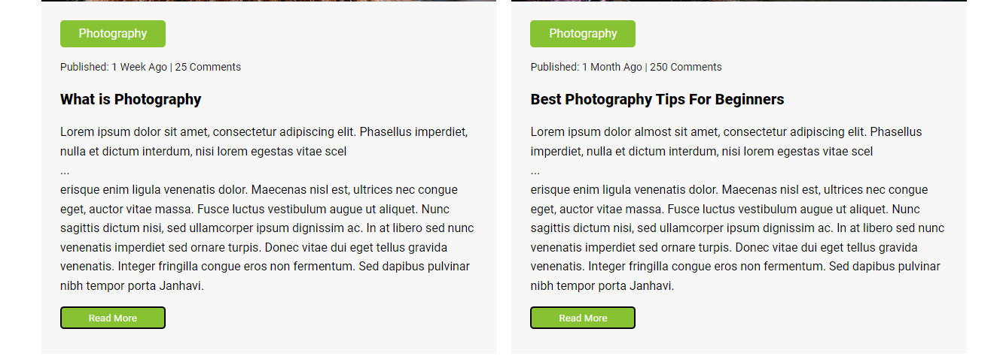 Photography
Published: 1 Week Ago | 25 Comments
What is Photography
Lorem ipsum dolor sit amet, consectetur adipiscing elit. Phasellus imperdiet,
nulla et dictum interdum, nisi lorem egestas vitae scel
...
erisque enim ligula venenatis dolor. Maecenas nisl est, ultrices nec congue
eget, auctor vitae massa. Fusce luctus vestibulum augue ut aliquet. Nunc
sagittis dictum nisi, sed ullamcorper ipsum dignissim ac. In at libero sed nunc
venenatis imperdiet sed ornare turpis. Donec vitae dui eget tellus gravida
venenatis. Integer fringilla congue eros non fermentum. Sed dapibus pulvinar
nibh tempor porta Janhavi.
Read More
Photography
Published: 1 Month Ago | 250 Comments
Best Photography Tips For Beginners
Lorem ipsum dolor almost sit amet, consectetur adipiscing elit. Phasellus
imperdiet, nulla et dictum interdum, nisi lorem egestas vitae scel
...
erisque enim ligula venenatis dolor. Maecenas nisl est, ultrices nec congue
eget, auctor vitae massa. Fusce luctus vestibulum augue ut aliquet. Nunc
sagittis dictum nisi, sed ullamcorper ipsum dignissim ac. In at libero sed nunc
venenatis imperdiet sed ornare turpis. Donec vitae dui eget tellus gravida
venenatis. Integer fringilla congue eros non fermentum. Sed dapibus pulvinar
nibh tempor porta Janhavi.
Read More